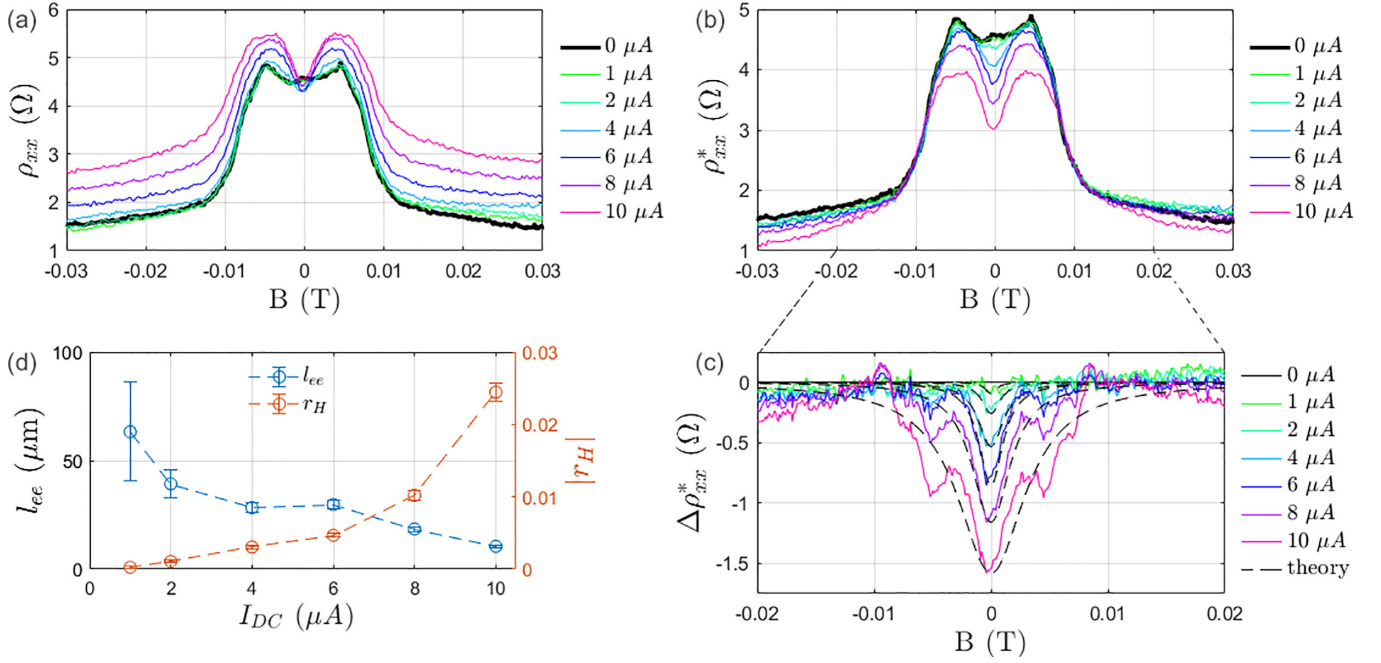 (a)
6
5
4
3
2
1
ρxx (Ω)
-0.03 -0.02 -0.01 0 0.01 0.02 0.03
B (T)
0 μA
1 μA
2 μA
4 μA
6 μA
8 μA
10 μA
(b)
5
4
3
2
1
ρ*xx (Ω)
-0.03 -0.02 -0.01 0 0.01 0.02 0.03
B (T)
0 μA
1 μA
2 μA
4 μA
6 μA
8 μA
10 μA
(d)
100
50
0
lee (μm)
lee
rH
0.03
0.02
0.01
0
|rH|
0 2 4 6 8 10
IDC (μA)
(c)
0
-0.5
-1
-1.5
Δρ*xx (Ω)
-0.02 -0.01 0 0.01 0.02
B (T)
0 μA
1 μA
2 μA
4 μA
6 μA
8 μA
10 μA
theory